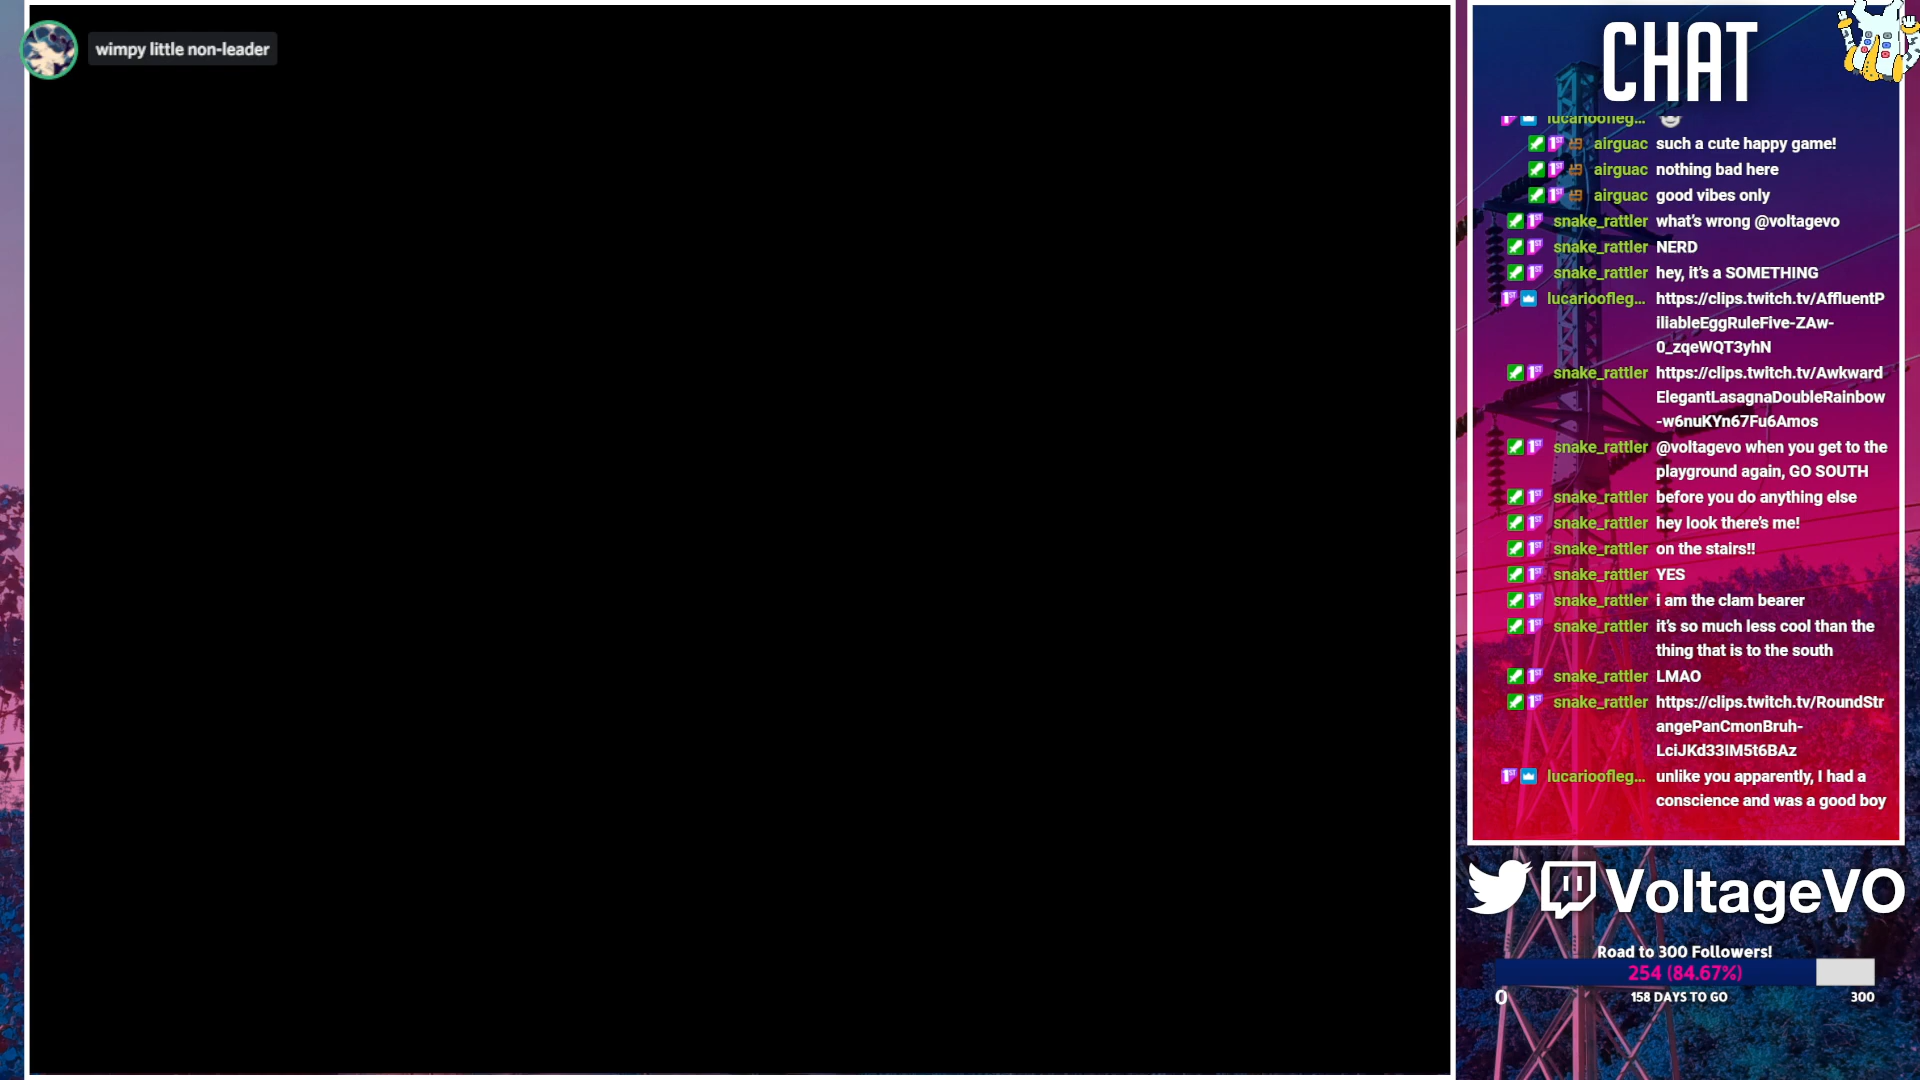 wimpy little non-leader
CHAT
lucarioofleg...
airguac such a cute happy game!
airguac nothing bad here
airguac good vibes only
snake_rattler what's wrong @voltagevo
snake_rattler NERD
snake_rattler hey, it's a SOMETHING
lucarioofleg... https://clips.twitch.tv/AffluentP
iliableEggRuleFive-ZAw-
0_zqeWQT3yhN
snake_rattler https://clips.twitch.tv/Awkward
ElegantLasagnaDoubleRainbow
-w6nuKYn67Fu6Amos
snake_rattler @voltagevo when you get to the
playground again, GO SOUTH
snake_rattler before you do anything else
snake_rattler hey look there's me!
snake_rattler on the stairs!!
snake_rattler YES
snake_rattler i am the clam bearer
snake_rattler it's so much less cool than the
thing that is to the south
snake_rattler LMAO
snake_rattler https://clips.twitch.tv/RoundStr
angePanCmonBruh-
LciJKd33IM5t6BAz
lucarioofleg... unlike you apparently, I had a
conscience and was a good boy
VoltageVO
Road to 300 Followers!
254 (84.67%)
0 158 DAYS TO GO 300